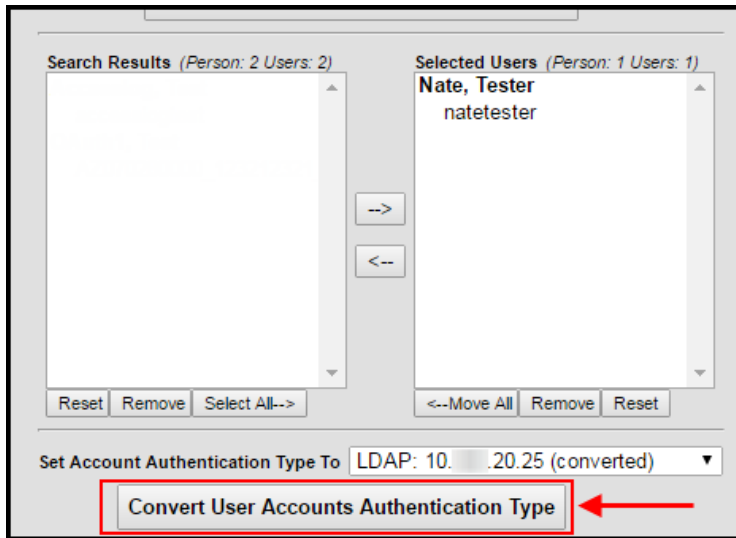 Search Results (Person: 2 Users: 2)
Selected Users (Person: 1 Users: 1)
Nate, Tester
natetester
-->
<--
Reset Remove Select All-->
<--Move All Remove Reset
Set Account Authentication Type To LDAP: 10. .20.25 (converted)
Convert User Accounts Authentication Type